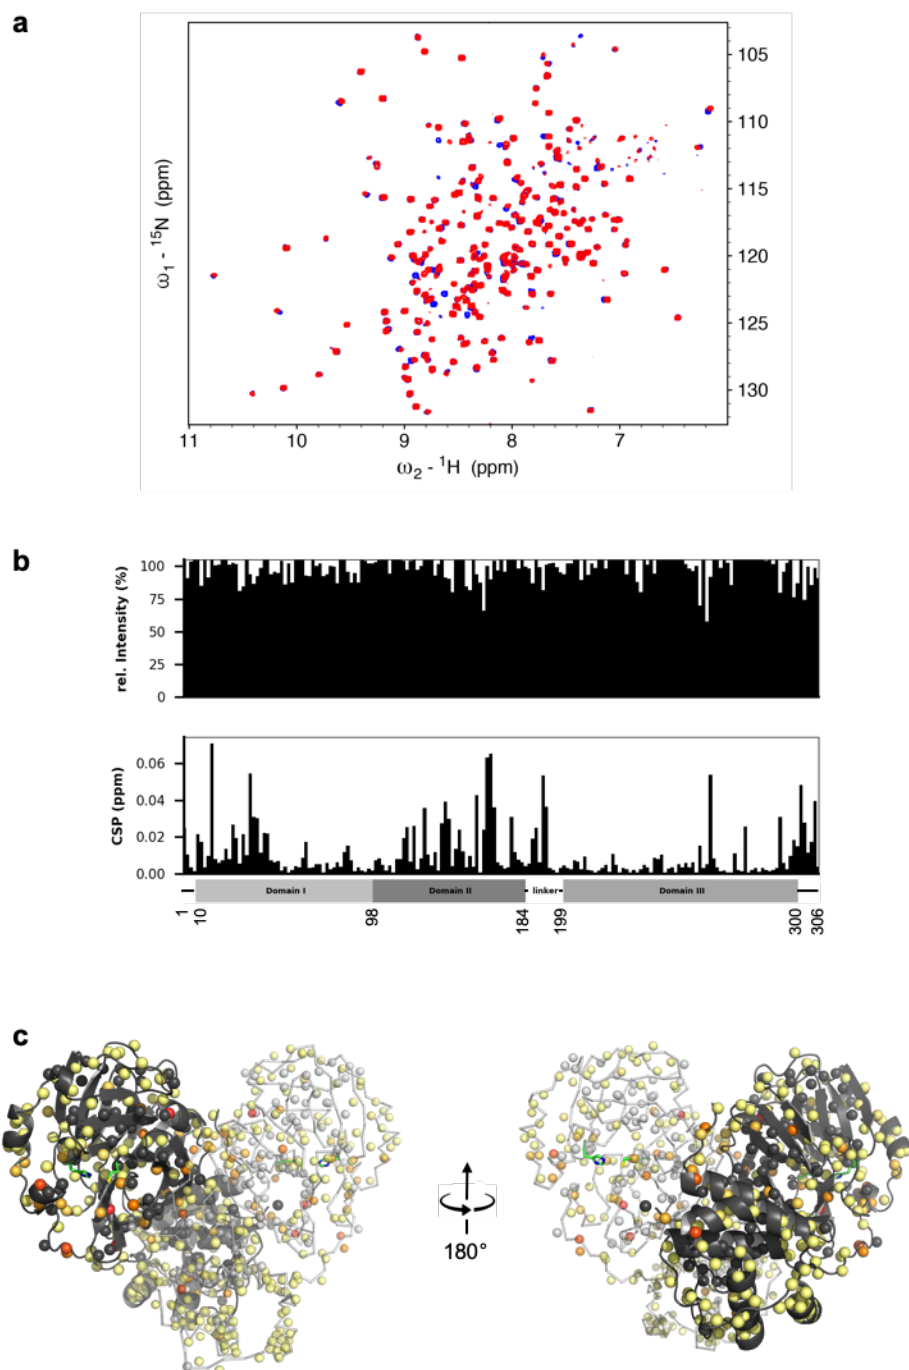 a
105
110
115
120
125
130
ω₁ - ¹⁵N (ppm)
11 10 9 8 7
ω₂ - ¹H (ppm)
b
100
75
50
25
0
rel. Intensity (%)
0.06
0.04
0.02
0.00
CSP (ppm)
Domain I Domain II linker Domain III
1 10 98 184 199 300 306
c
180°